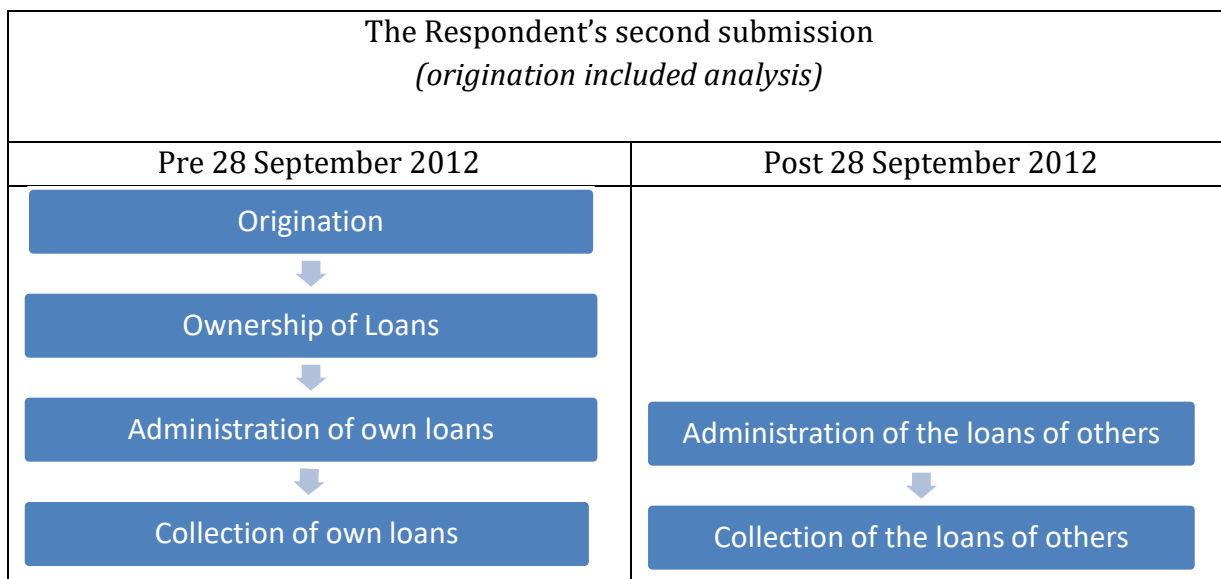 The Respondent’s second submission
(origination included analysis)
Pre 28 September 2012
Post 28 September 2012
Origination
Ownership of Loans
Administration of own loans
Collection of own loans
Administration of the loans of others
Collection of the loans of others